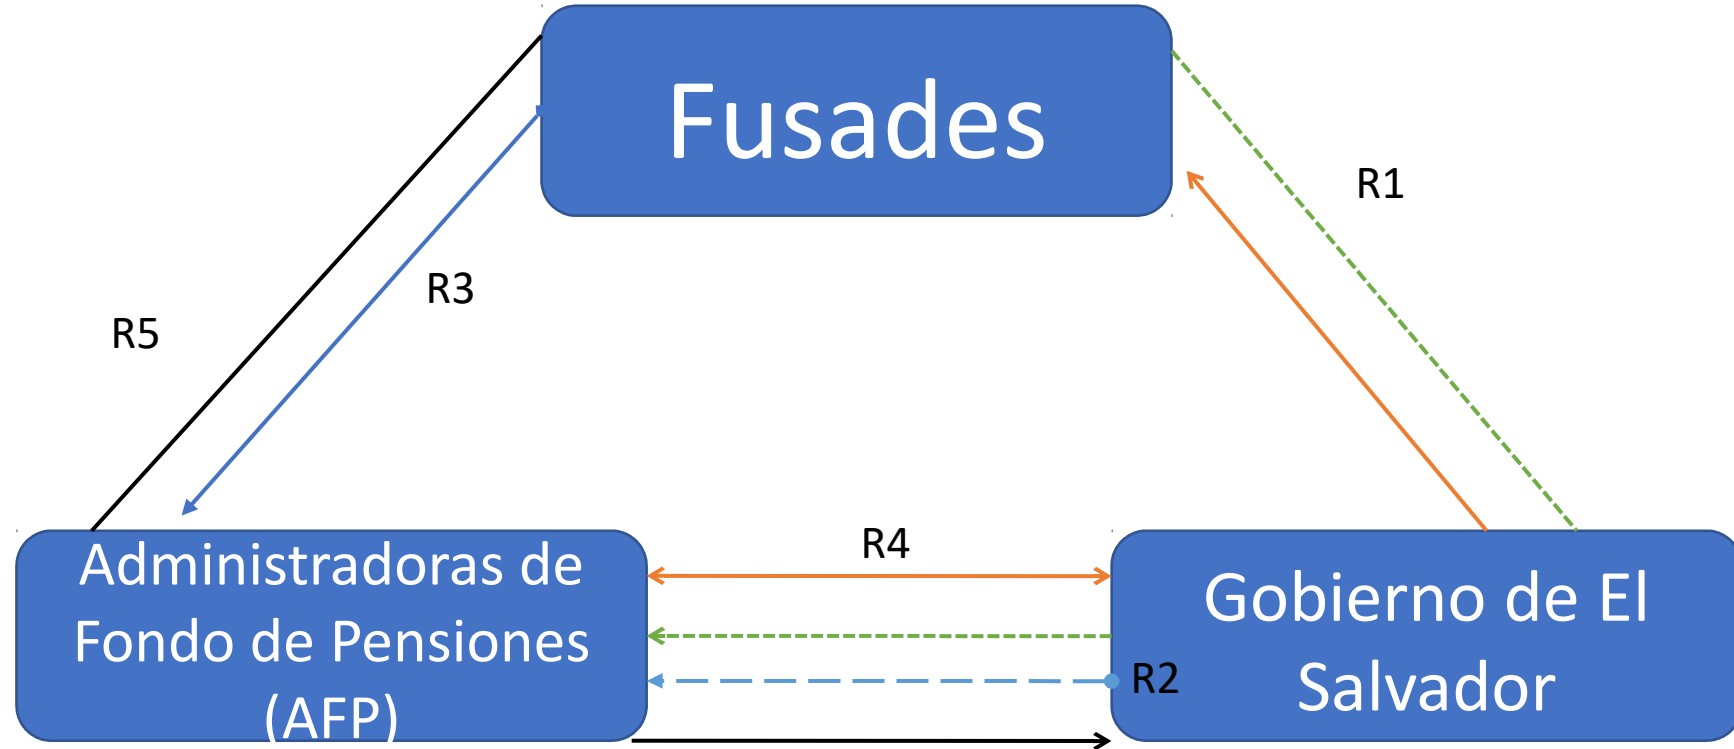 Fusades
R1
R3
R5
R4
Administradoras de
Fondo de Pensiones
(AFP)
Gobierno de El
Salvador
R2